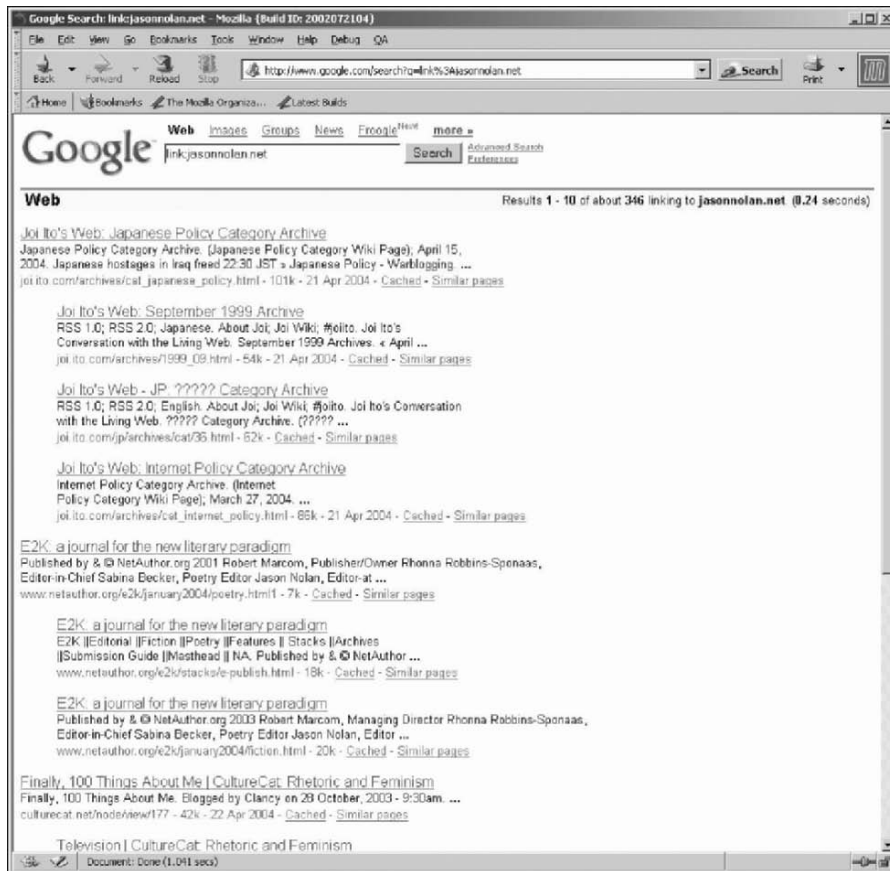 Google Search: link:jasonnolan.net - Mozilla {Build ID: 2002072104}
File Edit View Go Bookmarks Tools Window Help Debug QA
Back Forward Reload Stop http://www.google.com/search?q=link%3Ajasonnolan.net Search Print
Home Bookmarks The Mozilla Organiza... Latest Builds
Google Web Images Groups News Froogle New! more »
link:jasonnolan.net Search Advanced Search
Preferences
Web Results 1 - 10 of about 346 linking to jasonnolan.net (0.24 seconds)
Joi Ito's Web: Japanese Policy Category Archive
Japanese Policy Category Archive. (Japanese Policy Category Wiki Page); April 15,
2004. Japanese hostages in Iraq freed 22:30 JST » Japanese Policy - Warblogging. ...
joi.ito.com/archives/cat_japanese_policy.html - 101k - 21 Apr 2004 - Cached - Similar pages
Joi Ito's Web: September 1999 Archive
RSS 1.0; RSS 2.0; Japanese. About Joi; Joi Wiki; #joiito. Joi Ito's
Conversation with the Living Web. September 1999 Archives. « April ...
joi.ito.com/archives/1999_09.html - 54k - 21 Apr 2004 - Cached - Similar pages
Joi Ito's Web - JP: ????? Category Archive
RSS 1.0; RSS 2.0; English. About Joi; Joi Wiki; #joiito. Joi Ito's Conversation
with the Living Web. ????? Category Archive. (????? ...
joi.ito.com/jp/archives/cat/36.html - 62k - Cached - Similar pages
Joi Ito's Web: Internet Policy Category Archive
Internet Policy Category Archive. (Internet
Policy Category Wiki Page); March 27, 2004. ...
joi.ito.com/archives/cat_internet_policy.html - 86k - 21 Apr 2004 - Cached - Similar pages
E2K: a journal for the new literary paradigm
Published by & © NetAuthor.org 2001 Robert Marcom, Publisher/Owner Rhonna Robbins-Sponaas,
Editor-in-Chief Sabina Becker, Poetry Editor Jason Nolan, Editor-at ...
www.netauthor.org/e2k/january2004/poetry.html1 - 7k - Cached - Similar pages
E2K: a journal for the new literary paradigm
E2K ||Editorial ||Fiction ||Poetry ||Features || Stacks ||Archives
||Submission Guide ||Masthead || NA. Published by & © NetAuthor ...
www.netauthor.org/e2k/stacks/e-publish.html - 18k - Cached - Similar pages
E2K: a journal for the new literary paradigm
Published by & © NetAuthor.org 2003 Robert Marcom, Managing Director Rhonna Robbins-Sponaas,
Editor-in-Chief Sabina Becker, Poetry Editor Jason Nolan, Editor ...
www.netauthor.org/e2k/january2004/fiction.html - 20k - Cached - Similar pages
Finally, 100 Things About Me | CultureCat: Rhetoric and Feminism
Finally, 100 Things About Me. Blogged by Clancy on 28 October, 2003 - 9:30am. ...
culturecat.net/node/view/177 - 42k - 22 Apr 2004 - Cached - Similar pages
Television | CultureCat: Rhetoric and Feminism
Document: Done (1.041 secs)